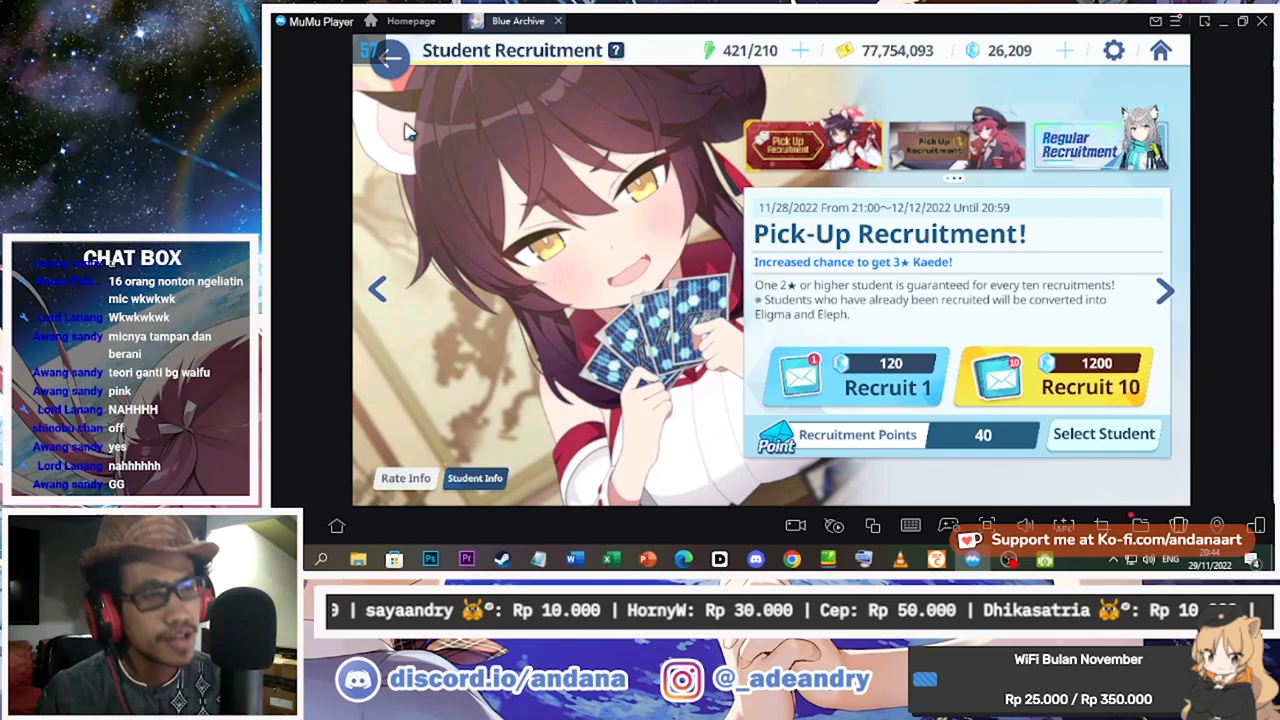 MuMu Player
Homepage
Blue Archive
57
Student Recruitment ?
421/210
77,754,093
26,209
Pick Up
Recruitment
Pick Up
Recruitment
Regular
Recruitment
11/28/2022 From 21:00～12/12/2022 Until 20:59
Pick-Up Recruitment!
Increased chance to get 3★ Kaede!
One 2★ or higher student is guaranteed for every ten recruitments!
※ Students who have already been recruited will be converted into
Eligma and Eleph.
1
120
Recruit 1
10
1200
Recruit 10
Point
Recruitment Points
40
Select Student
Rate Info
Student Info
CHAT BOX
16 orang nonton ngeliatin
mic wkwkwk
Lord Lanang Wkwkwkwk
Awang sandy micnya tampan dan
berani
Awang sandy teori ganti bg waifu
Awang sandy pink
Lord Lanang NAHHHH
shinobu chan off
Awang sandy yes
Lord Lanang nahhhhhh
Awang sandy GG
Support me at Ko-fi.com/andanaart
ENG
20:44
29/11/2022
| sayaandry : Rp 10.000 | HornyW: Rp 30.000 | Cep: Rp 50.000 | Dhikasatria : Rp 10
discord.io/andana
@_adeandry
WiFi Bulan November
Rp 25.000 / Rp 350.000